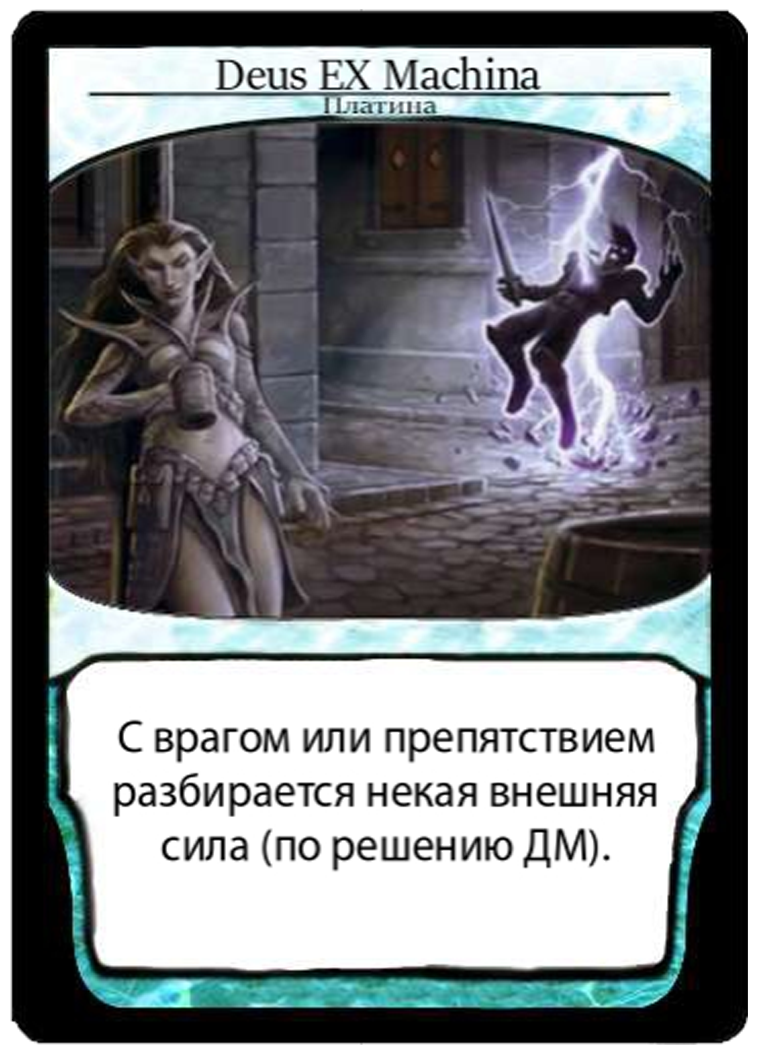 Deus EX Machina
Платина
С врагом или препятствием
разбирается некая внешняя
сила (по решению ДМ).